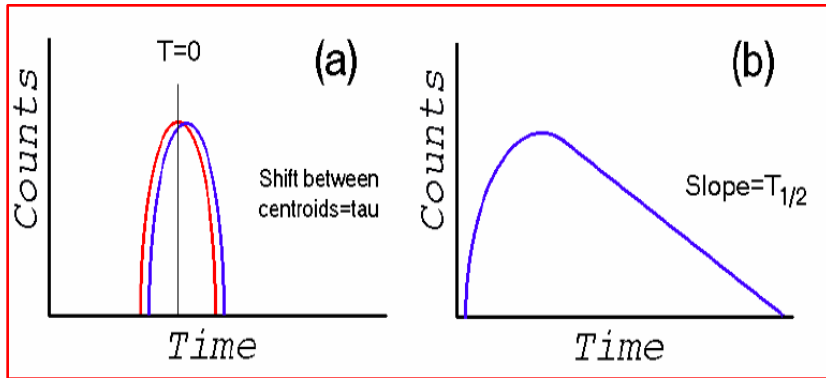 T=0
(a)
Counts
Shift between
centroids=tau
Time
(b)
Counts
Slope=T1/2
Time